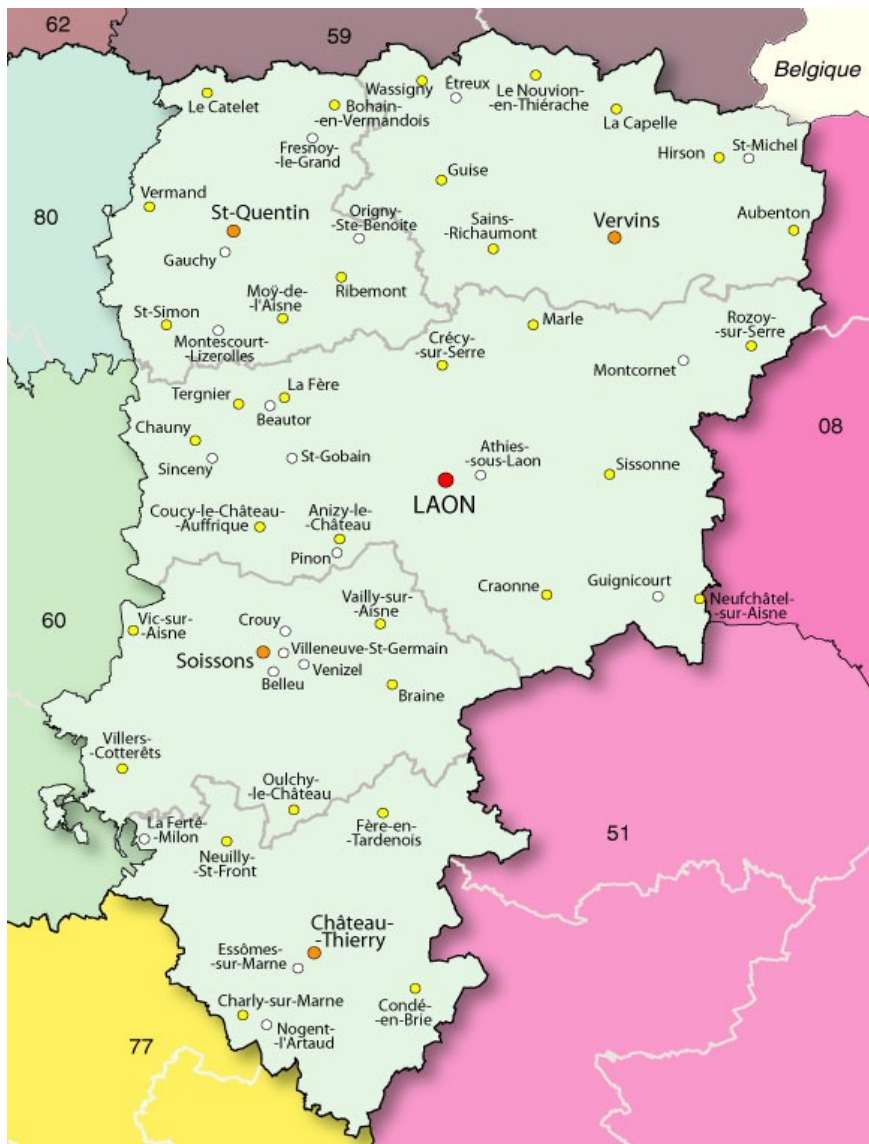 62
59
Belgique
Le Catelet
Bohain-
-en-Vermandois
Wassigny
Étreux
Le Nouvion-
-en-Thiérache
La Capelle
Fresnoy-
-le-Grand
Hirson
St-Michel
Guise
Vermand
80
St-Quentin
Origny-
-Ste-Benoite
Sains-
-Richaumont
Vervins
Aubenton
Gauchy
Ribemont
Moÿ-de-
-l'Aisne
St-Simon
Montescourt-
-Lizerolles
Marle
Rozoy-
-sur-Serre
Crécy-
-sur-Serre
Montcornet
Tergnier
La Fère
Beautor
08
Chauny
Sinceny
St-Gobain
Athies-
-sous-Laon
Sissonne
LAON
Coucy-le-Château-
-Auffrique
Anizy-le-
-Château
Pinon
Craonne
Guignicourt
Neufchâtel-
-sur-Aisne
60
Vic-sur-
-Aisne
Crouy
Vailly-sur-
-Aisne
Soissons
Villeneuve-St-Germain
Venizel
Belleu
Braine
Villers-
-Cotterêts
Oulchy-
-le-Château
La Ferté-
-Milon
Neuilly-
-St-Front
Fère-en-
-Tardenois
51
Château-
-Thierry
Essômes-
-sur-Marne
Charly-sur-Marne
Condé-
-en-Brie
Nogent-
-l'Artaud
77